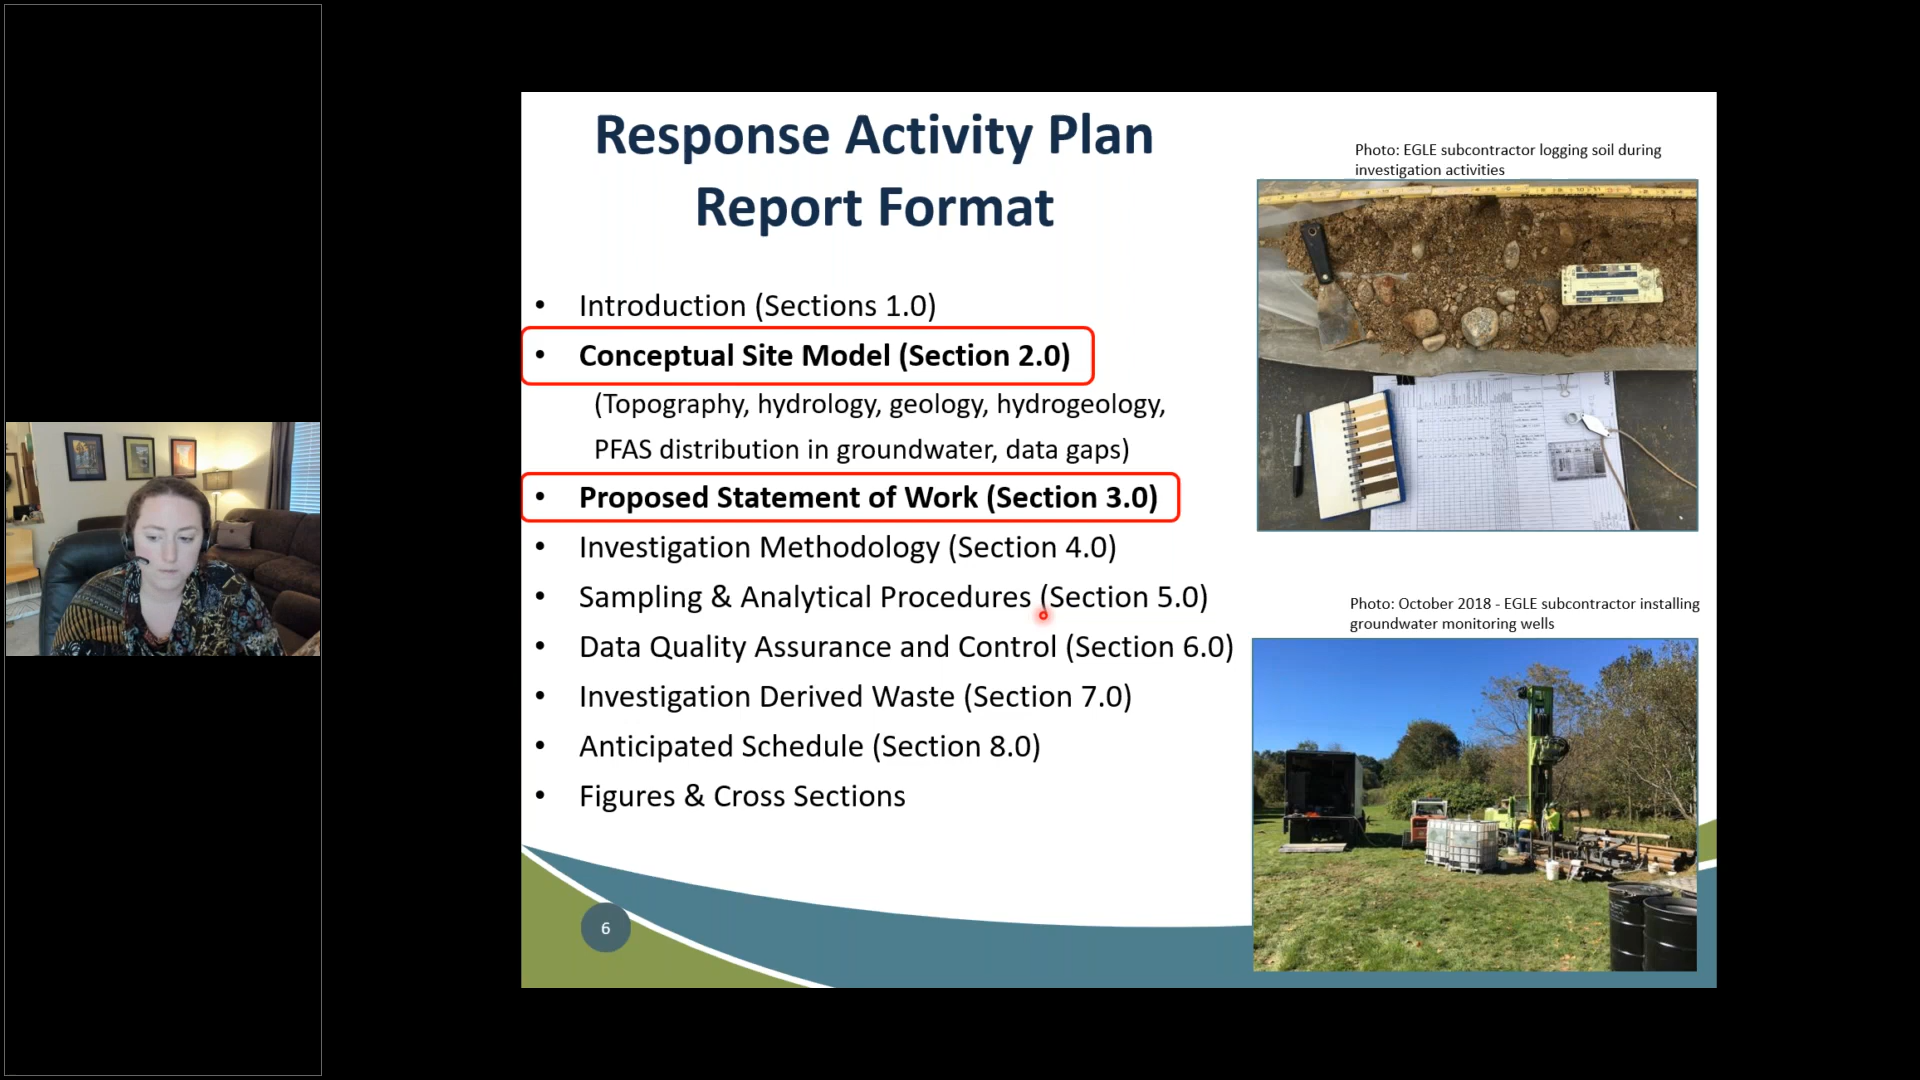 Response Activity Plan
Report Format
• Introduction (Sections 1.0)
• Conceptual Site Model (Section 2.0)
(Topography, hydrology, geology, hydrogeology,
PFAS distribution in groundwater, data gaps)
• Proposed Statement of Work (Section 3.0)
• Investigation Methodology (Section 4.0)
• Sampling & Analytical Procedures (Section 5.0)
• Data Quality Assurance and Control (Section 6.0)
• Investigation Derived Waste (Section 7.0)
• Anticipated Schedule (Section 8.0)
• Figures & Cross Sections
6
Photo: EGLE subcontractor logging soil during
investigation activities
Photo: October 2018 - EGLE subcontractor installing
groundwater monitoring wells